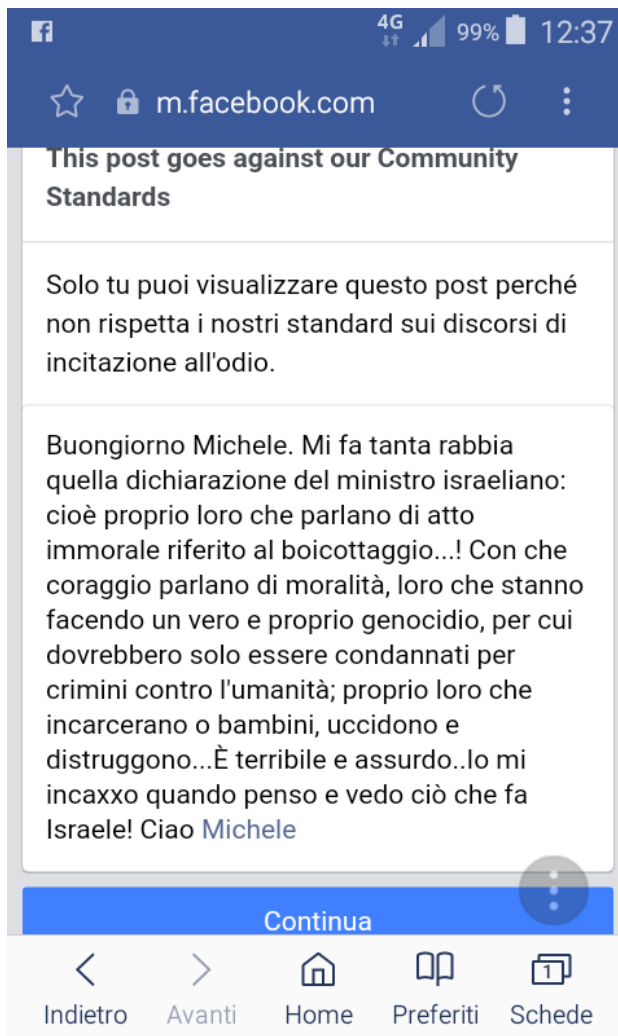 4G 99% 12:37
m.facebook.com
This post goes against our Community
Standards
Solo tu puoi visualizzare questo post perché
non rispetta i nostri standard sui discorsi di
incitazione all'odio.
Buongiorno Michele. Mi fa tanta rabbia
quella dichiarazione del ministro israeliano:
cioè proprio loro che parlano di atto
immorale riferito al boicottaggio...! Con che
coraggio parlano di moralità, loro che stanno
facendo un vero e proprio genocidio, per cui
dovrebbero solo essere condannati per
crimini contro l'umanità; proprio loro che
incarcerano o bambini, uccidono e
distruggono...È terribile e assurdo..Io mi
incaxxo quando penso e vedo ciò che fa
Israele! Ciao Michele
Continua
1
Indietro Avanti Home Preferiti Schede